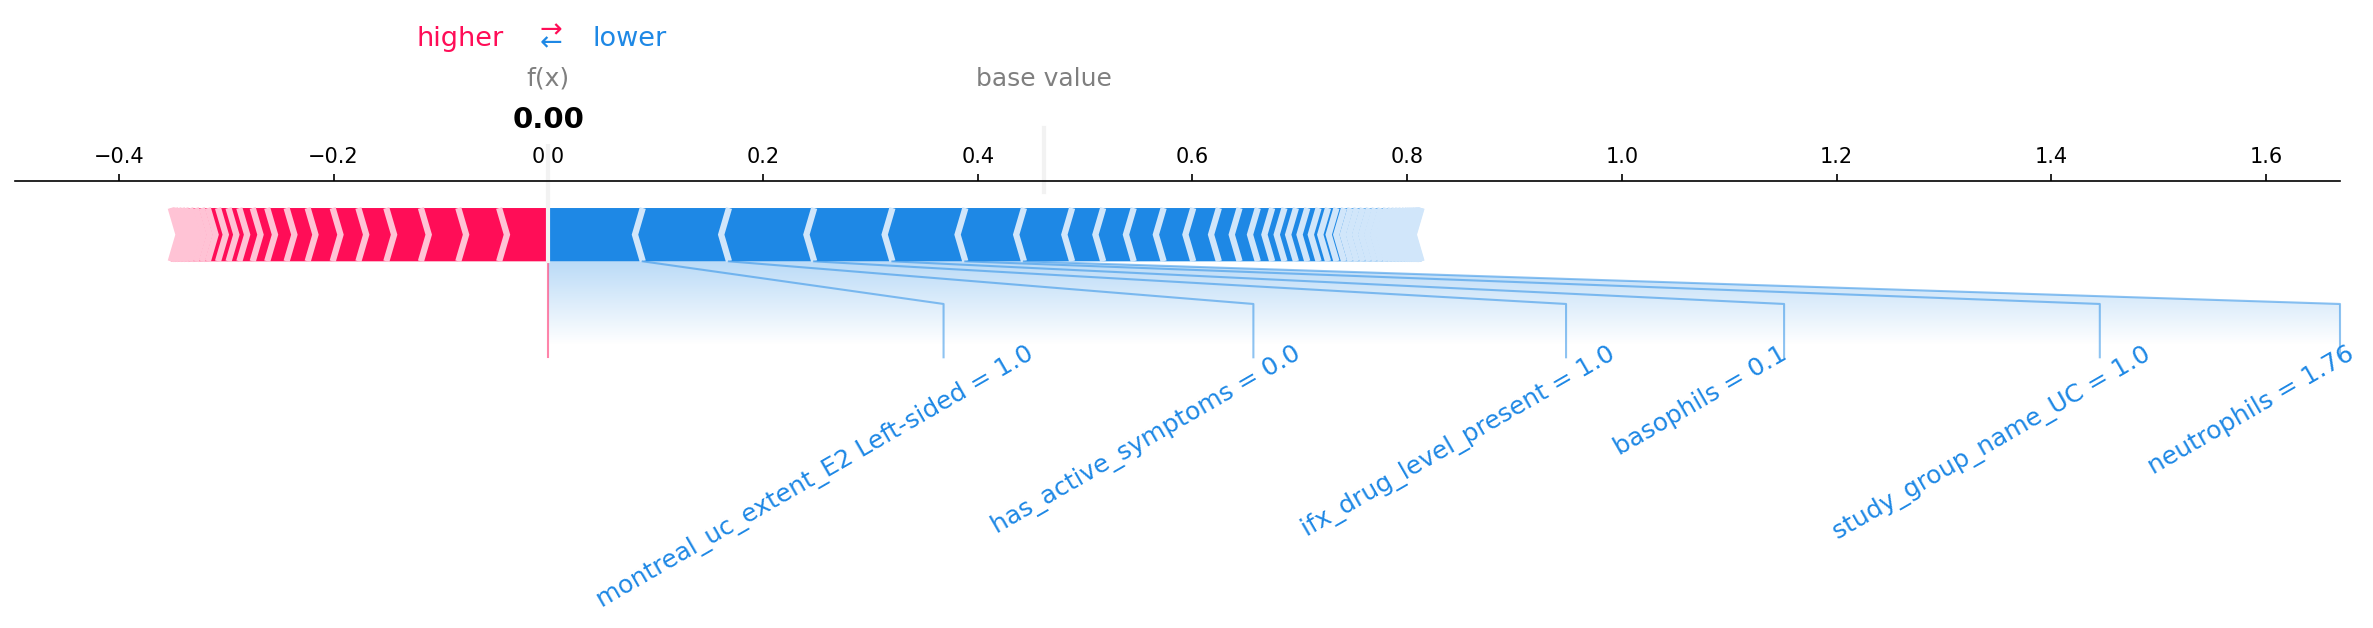 higher ⇄ lower
f(x)
base value
0.00
−0.4 −0.2 0.0 0.2 0.4 0.6 0.8 1.0 1.2 1.4 1.6
montreal_uc_extent_E2 Left-sided = 1.0
has_active_symptoms = 0.0
ifx_drug_level_present = 1.0
basophils = 0.1
study_group_name_UC = 1.0
neutrophils = 1.76